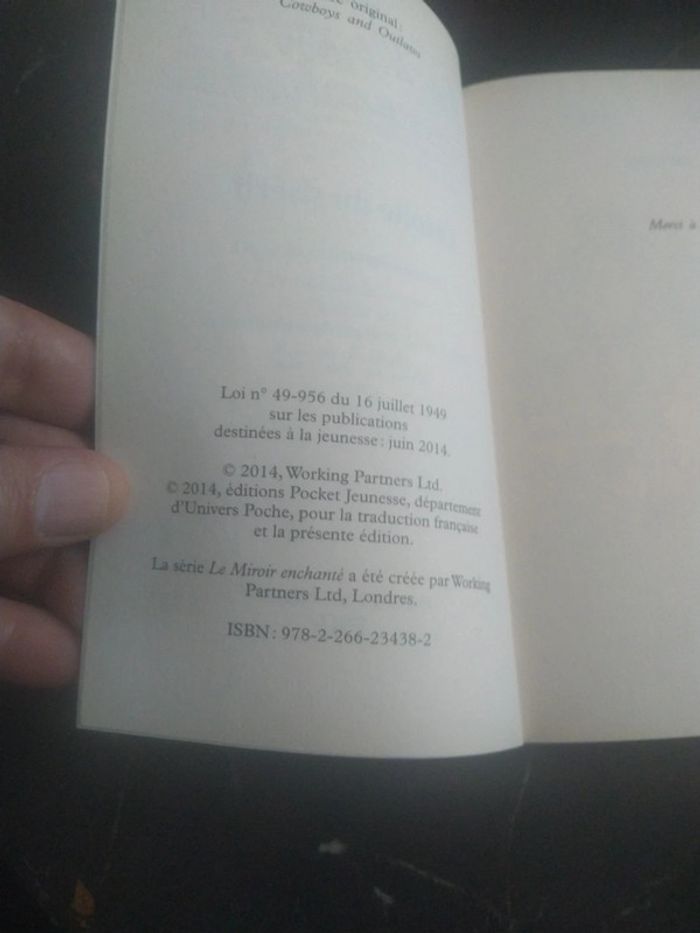 original :
Cowboys and Outlaws
Loi n° 49-956 du 16 juillet 1949
sur les publications
destinées à la jeunesse : juin 2014.
© 2014, Working Partners Ltd.
© 2014, éditions Pocket Jeunesse, département
d'Univers Poche, pour la traduction française
et la présente édition.
La série Le Miroir enchanté a été créée par Working
Partners Ltd, Londres.
ISBN : 978-2-266-23438-2
Merci à